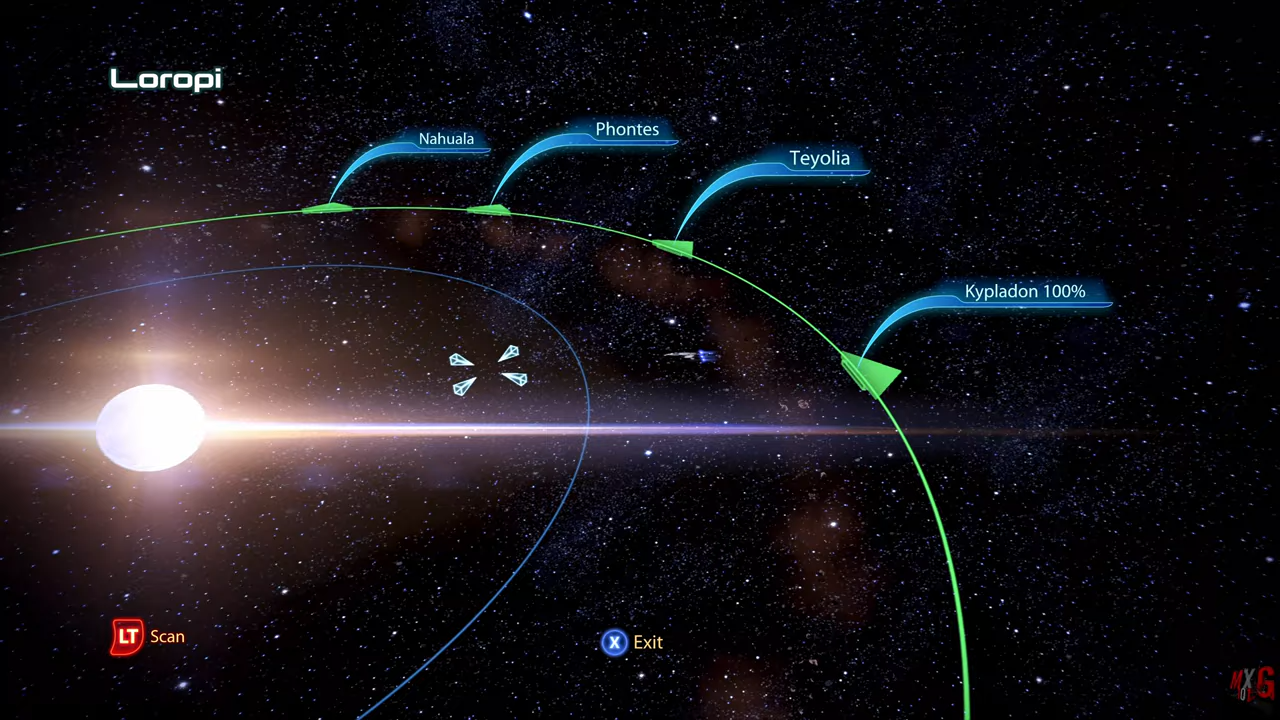 Loropi
Nahuala
Phontes
Teyolia
Kypladon 100%
LT Scan
X Exit